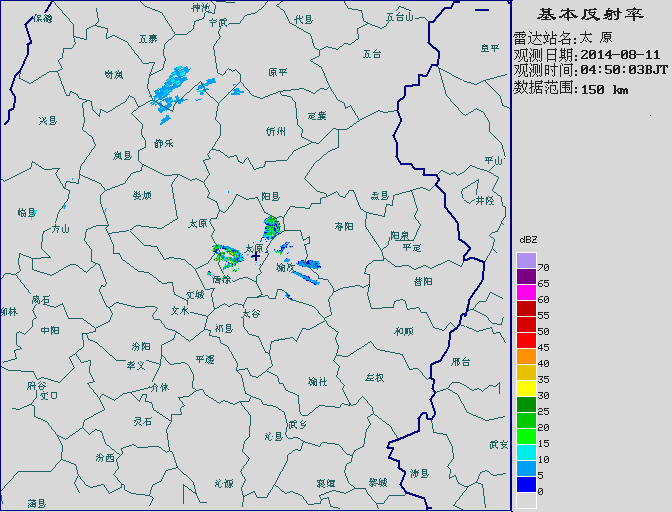 基本反射率
雷达站名:太 原
观测日期:2014-08-11
观测时间:04:50:03BJT
数据范围:150 km
dBZ
70
65
60
55
50
45
40
35
30
25
20
15
10
5
0
保德
神池
宁武
代县
五台山
五寨
五台
阜平
岢岚
原平
定襄
兴县
忻州
静乐
岚县
平山
娄烦
阳县
盂县
井陉
临县
方山
太原
寿阳
阳泉
平定
太原
榆次
清徐
昔阳
文城
离石
柳林
文水
太谷
祁县
中阳
和顺
汾阳
孝义
平遥
邢台
介休
榆社
左权
隰谷
交口
灵石
武乡
沁县
武安
汾西
沁源
襄垣
黎城
涉县
蒲县